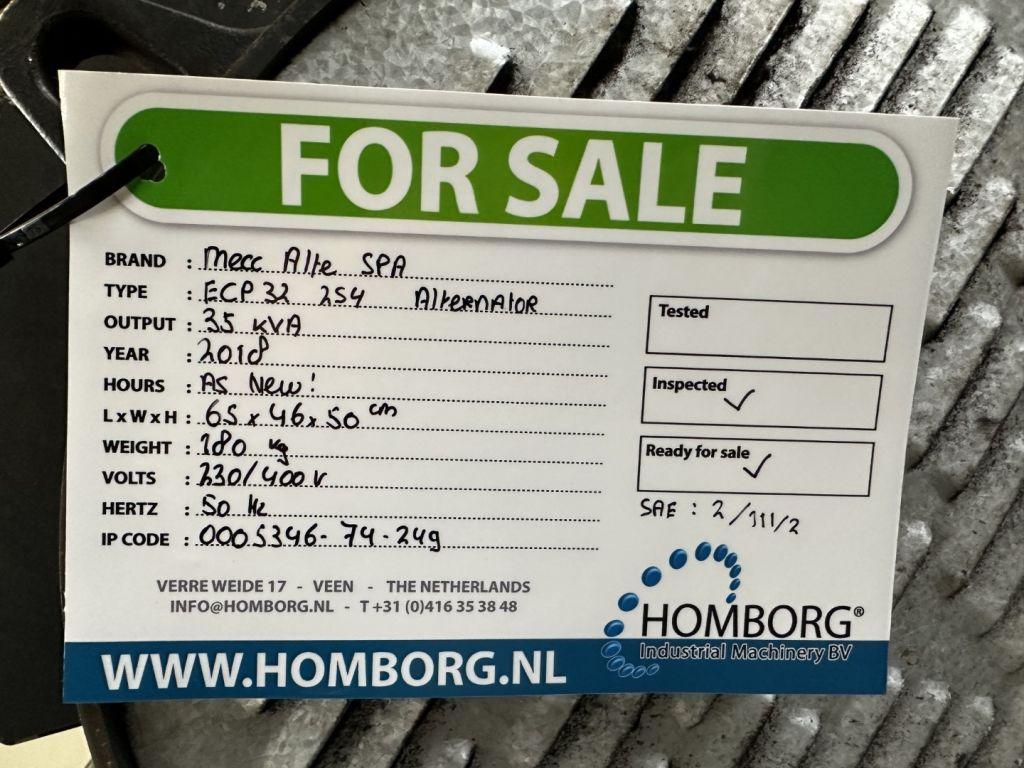 FOR SALE
BRAND : Mecc Alte SPA
TYPE : ECP 32 2S4 Alternator
OUTPUT : 35 kVA
YEAR : 2018
HOURS : As New!
L x W x H : 65 x 46 x 50 cm
WEIGHT : 180 kg
VOLTS : 230/400 V
HERTZ : 50 Hz
IP CODE : 0005346-74-24g
Tested
Inspected ✓
Ready for sale ✓
SAE : 2 / 111/2
VERRE WEIDE 17 - VEEN - THE NETHERLANDS
INFO@HOMBORG.NL - T +31 (0)416 35 38 48
HOMBORG®
Industrial Machinery BV
WWW.HOMBORG.NL